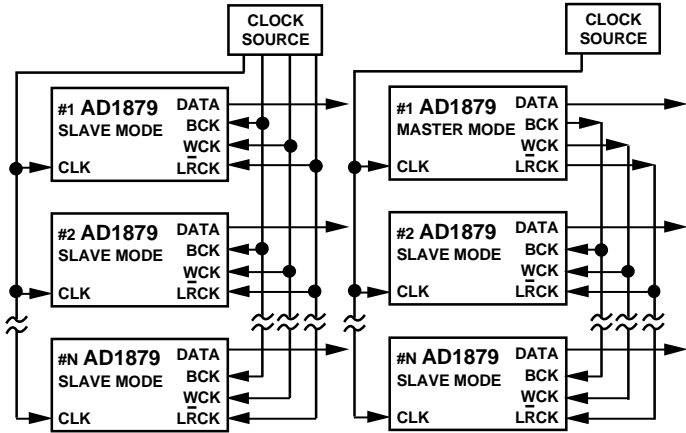 CLOCK
SOURCE
#1 AD1879
SLAVE MODE
DATA
BCK
WCK
LRCK
CLK
#2 AD1879
SLAVE MODE
DATA
BCK
WCK
LRCK
CLK
#N AD1879
SLAVE MODE
DATA
BCK
WCK
LRCK
CLK
CLOCK
SOURCE
#1 AD1879
MASTER MODE
DATA
BCK
WCK
LRCK
CLK
#2 AD1879
SLAVE MODE
DATA
BCK
WCK
LRCK
CLK
#N AD1879
SLAVE MODE
DATA
BCK
WCK
LRCK
CLK